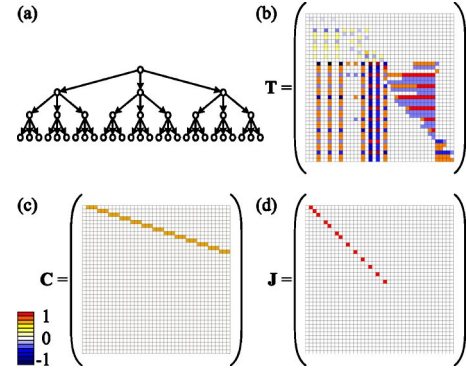 (a)
(b)
T =
(c)
C =
(d)
J =
1
0
-1